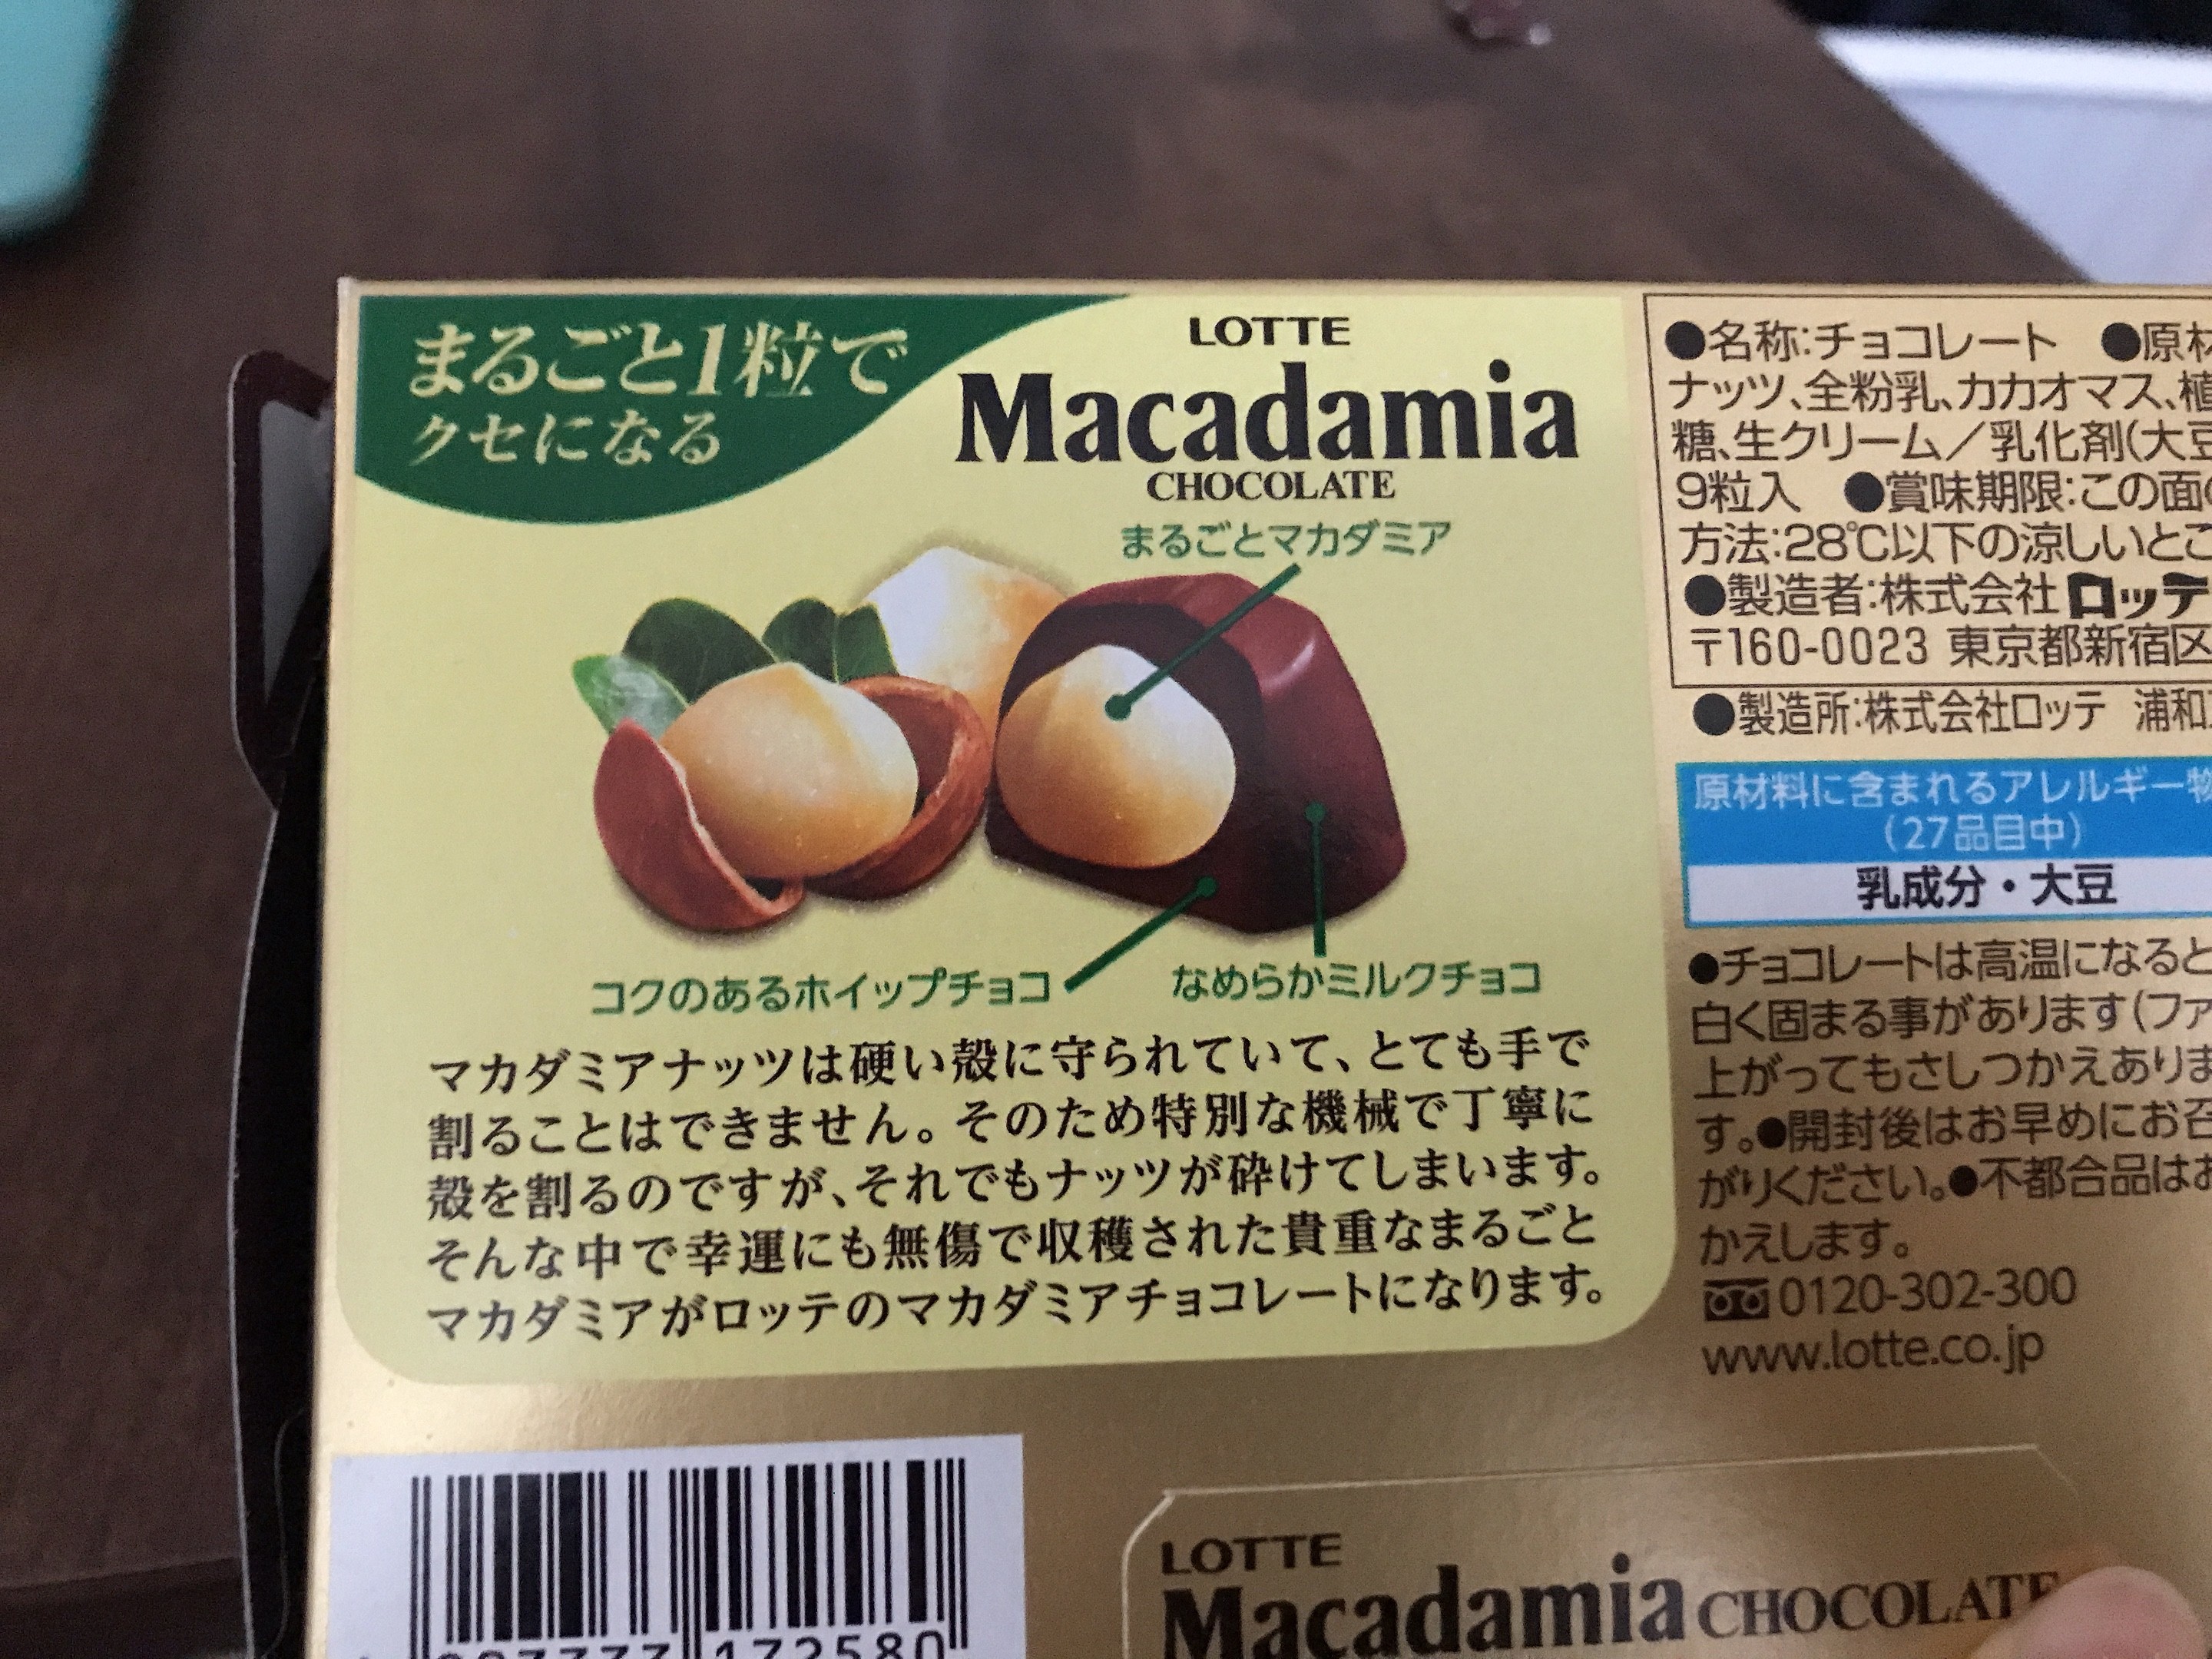 まるごと1粒で
クセになる
LOTTE
Macadamia
CHOCOLATE
まるごとマカダミア
コクのあるホイップチョコ
なめらかミルクチョコ
マカダミアナッツは硬い殻に守られていて、とても手で
割ることはできません。そのため特別な機械で丁寧に
殻を割るのですが、それでもナッツが砕けてしまいます。
そんな中で幸運にも無傷で収穫された貴重なまるごと
マカダミアがロッテのマカダミアチョコレートになります。
●名称:チョコレート ●原材
ナッツ、全粉乳、カカオマス、植
糖、生クリーム/乳化剤(大豆
9粒入 ●賞味期限:この面の
方法:28℃以下の涼しいとこ
●製造者:株式会社ロッテ
〒160-0023 東京都新宿区
●製造所:株式会社ロッテ 浦和
原材料に含まれるアレルギー物
(27品目中)
乳成分・大豆
●チョコレートは高温になると
白く固まる事があります(ファ
上がってもさしつかえありま
す。●開封後はお早めにお召
がりください。●不都合品はお
かえします。
0120-302-300
www.lotte.co.jp
172580
LOTTE
Macadamia CHOCOLATE